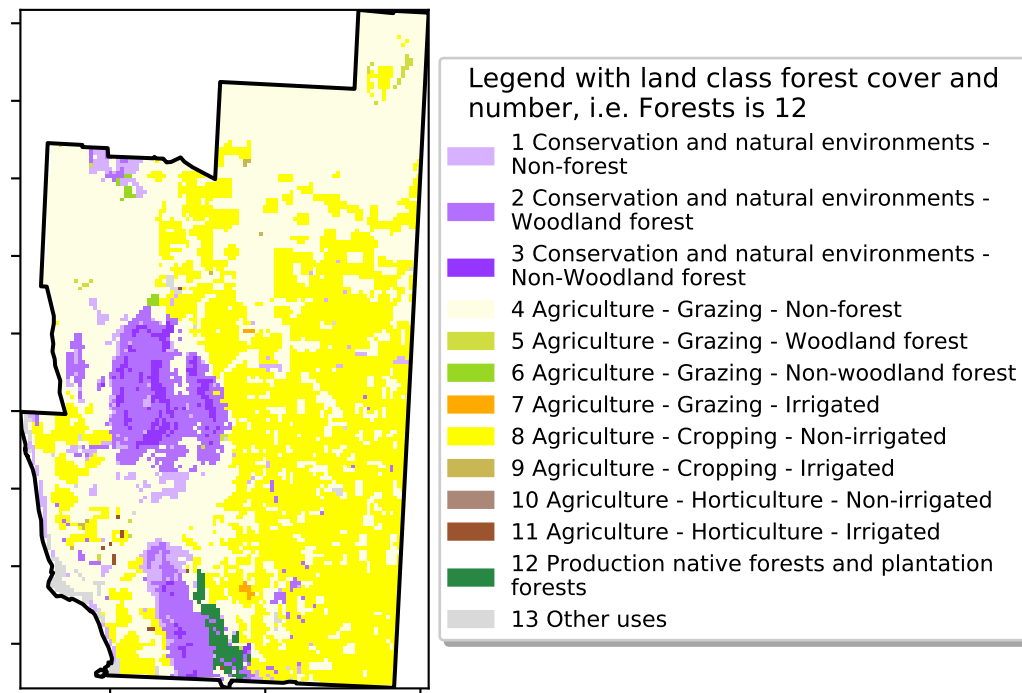 Legend with land class forest cover and
number, i.e. Forests is 12
1 Conservation and natural environments -
Non-forest
2 Conservation and natural environments -
Woodland forest
3 Conservation and natural environments -
Non-Woodland forest
4 Agriculture - Grazing - Non-forest
5 Agriculture - Grazing - Woodland forest
6 Agriculture - Grazing - Non-woodland forest
7 Agriculture - Grazing - Irrigated
8 Agriculture - Cropping - Non-irrigated
9 Agriculture - Cropping - Irrigated
10 Agriculture - Horticulture - Non-irrigated
11 Agriculture - Horticulture - Irrigated
12 Production native forests and plantation
forests
13 Other uses